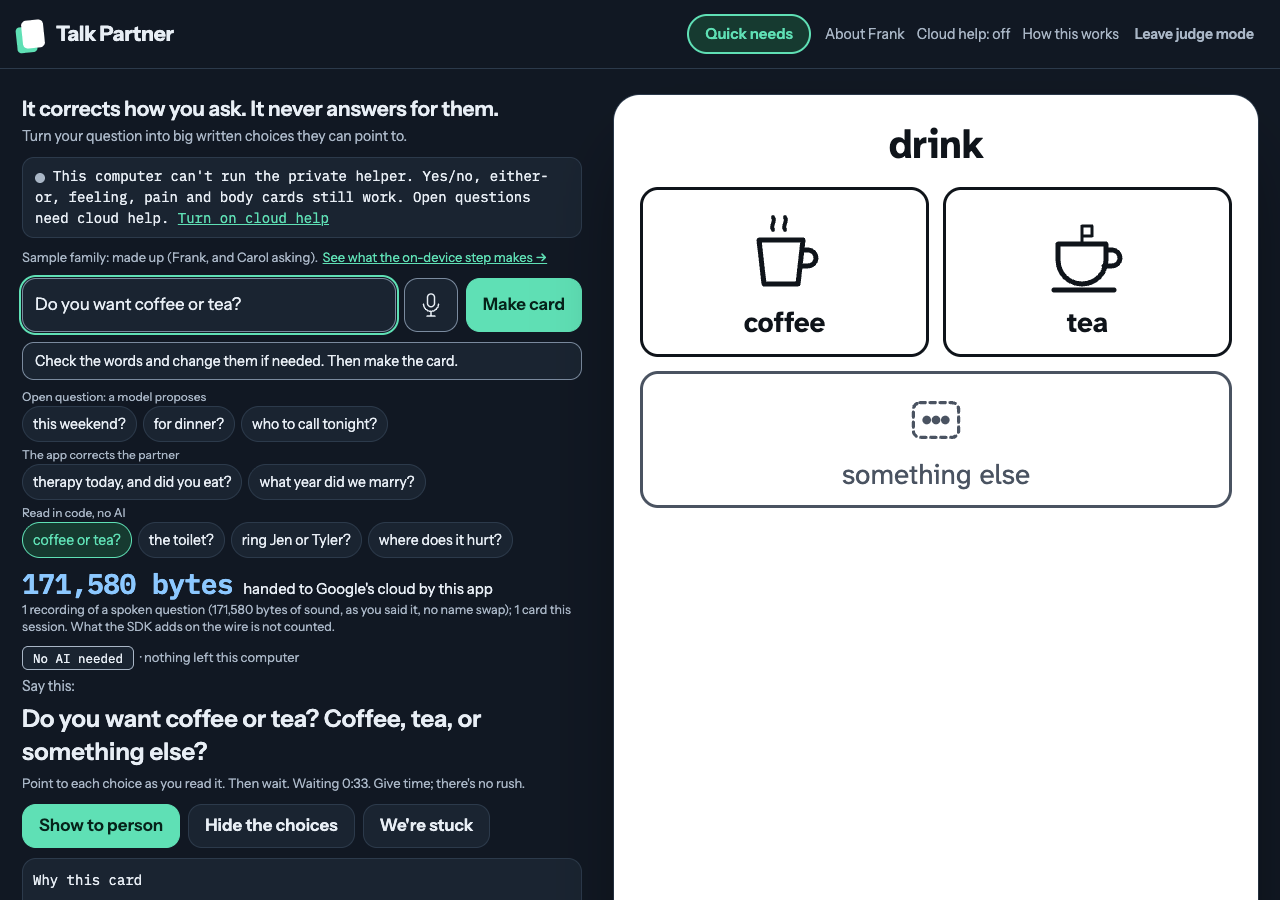 Talk Partner
Quick needs
About Frank
Cloud help: off
How this works
Leave judge mode
It corrects how you ask. It never answers for them.
Turn your question into big written choices they can point to.
This computer can't run the private helper. Yes/no, either-
or, feeling, pain and body cards still work. Open questions
need cloud help. Turn on cloud help
Sample family: made up (Frank, and Carol asking). See what the on-device step makes →
Do you want coffee or tea?
Make card
Check the words and change them if needed. Then make the card.
Open question: a model proposes
this weekend?
for dinner?
who to call tonight?
The app corrects the partner
therapy today, and did you eat?
what year did we marry?
Read in code, no AI
coffee or tea?
the toilet?
ring Jen or Tyler?
where does it hurt?
171,580 bytes handed to Google's cloud by this app
1 recording of a spoken question (171,580 bytes of sound, as you said it, no name swap); 1 card this
session. What the SDK adds on the wire is not counted.
No AI needed · nothing left this computer
Say this:
Do you want coffee or tea? Coffee, tea, or
something else?
Point to each choice as you read it. Then wait. Waiting 0:33. Give time; there's no rush.
Show to person
Hide the choices
We're stuck
Why this card
drink
coffee
tea
something else